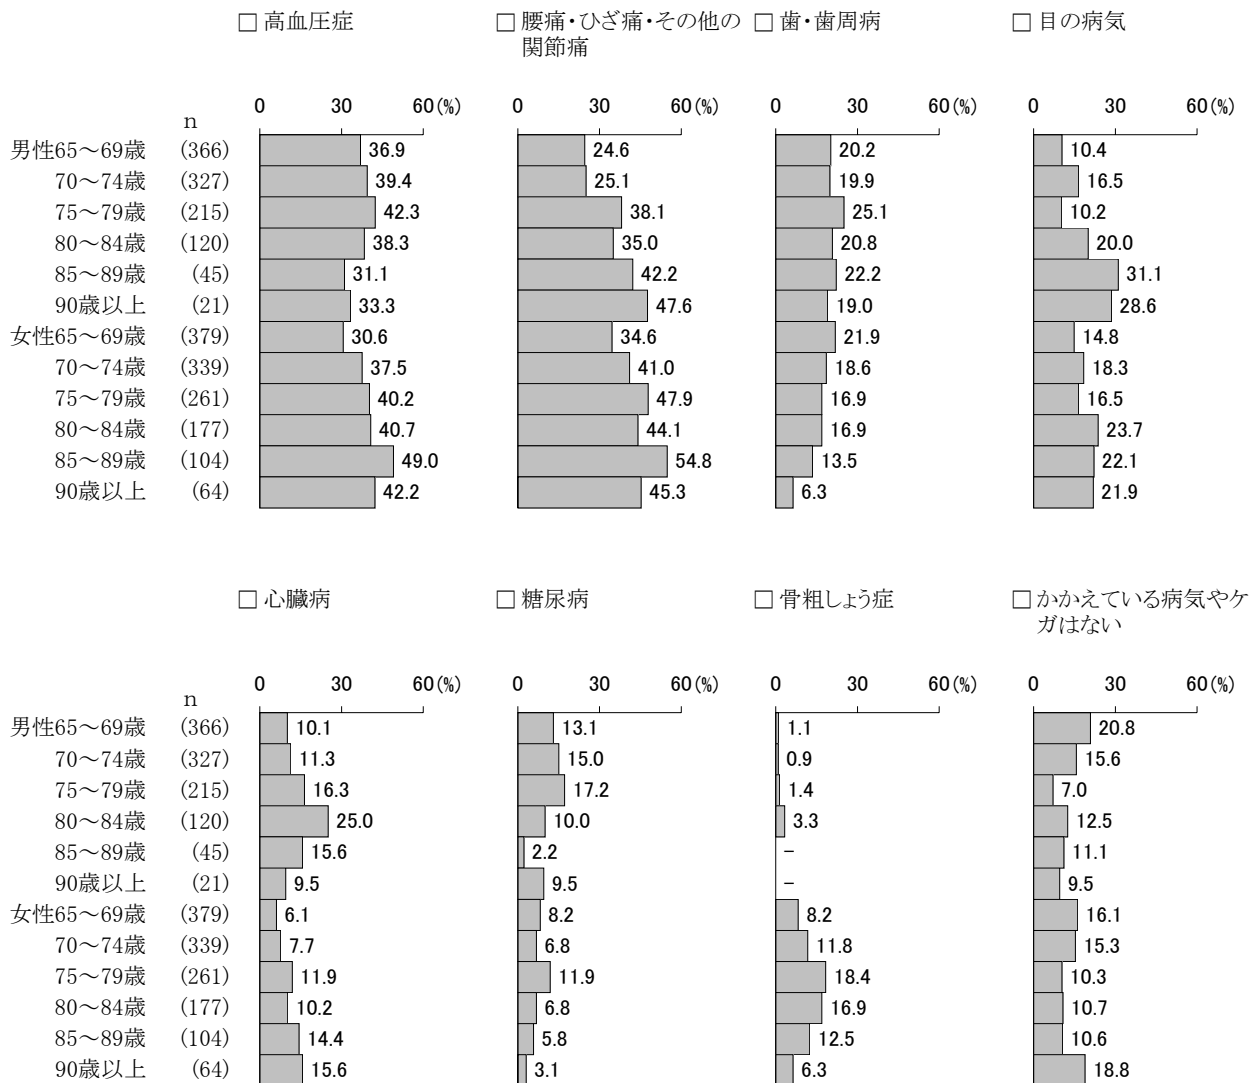 □ 高血圧症
□ 腰痛・ひざ痛・その他の
関節痛
□ 歯・歯周病
□ 目の病気
n 0 30 60(%) 0 30 60(%) 0 30 60(%) 0 30 60(%)
男性65～69歳 (366) 36.9 24.6 20.2 10.4
70～74歳 (327) 39.4 25.1 19.9 16.5
75～79歳 (215) 42.3 38.1 25.1 10.2
80～84歳 (120) 38.3 35.0 20.8 20.0
85～89歳 (45) 31.1 42.2 22.2 31.1
90歳以上 (21) 33.3 47.6 19.0 28.6
女性65～69歳 (379) 30.6 34.6 21.9 14.8
70～74歳 (339) 37.5 41.0 18.6 18.3
75～79歳 (261) 40.2 47.9 16.9 16.5
80～84歳 (177) 40.7 44.1 16.9 23.7
85～89歳 (104) 49.0 54.8 13.5 22.1
90歳以上 (64) 42.2 45.3 6.3 21.9
□ 心臓病
□ 糖尿病
□ 骨粗しょう症
□ かかえている病気やケ
ガはない
n 0 30 60(%) 0 30 60(%) 0 30 60(%) 0 30 60(%)
男性65～69歳 (366) 10.1 13.1 1.1 20.8
70～74歳 (327) 11.3 15.0 0.9 15.6
75～79歳 (215) 16.3 17.2 1.4 7.0
80～84歳 (120) 25.0 10.0 3.3 12.5
85～89歳 (45) 15.6 2.2 － 11.1
90歳以上 (21) 9.5 9.5 － 9.5
女性65～69歳 (379) 6.1 8.2 8.2 16.1
70～74歳 (339) 7.7 6.8 11.8 15.3
75～79歳 (261) 11.9 11.9 18.4 10.3
80～84歳 (177) 10.2 6.8 16.9 10.7
85～89歳 (104) 14.4 5.8 12.5 10.6
90歳以上 (64) 15.6 3.1 6.3 18.8